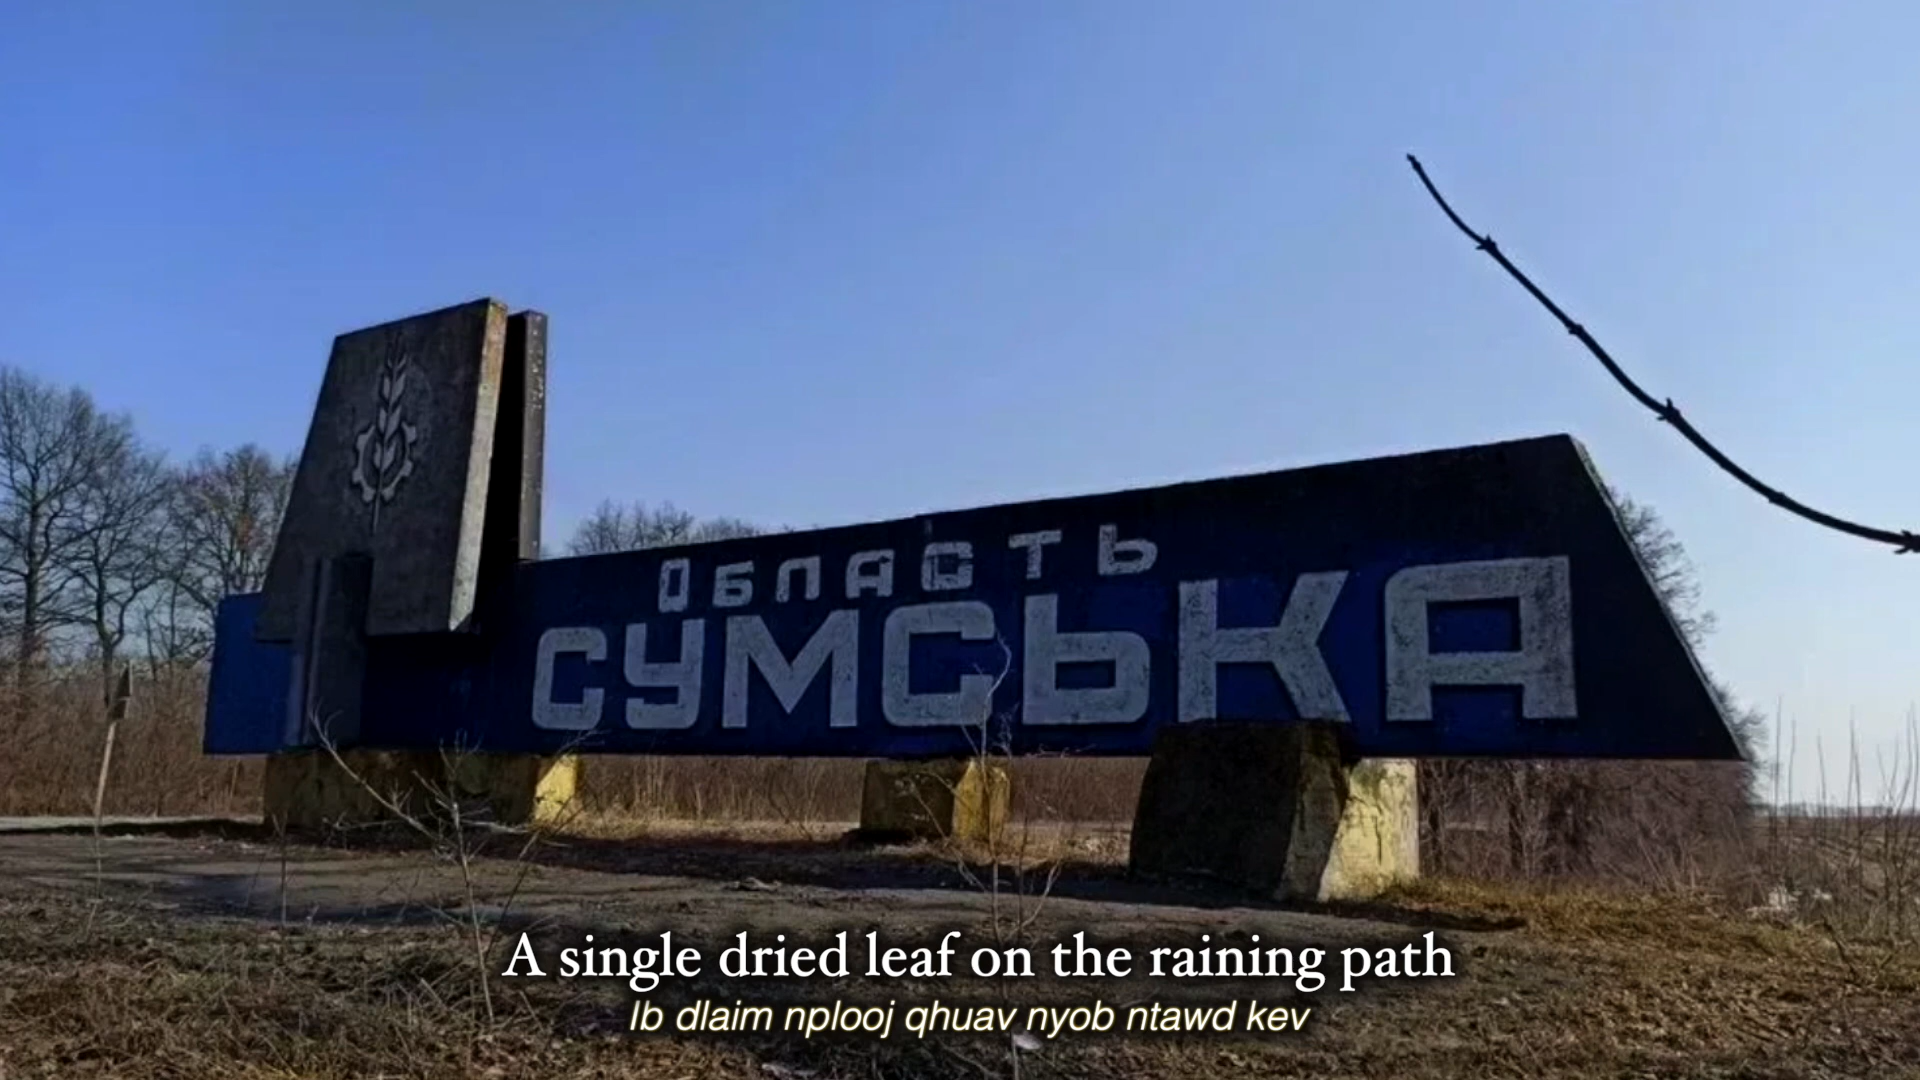 ОБЛАСТЬ
СУМСЬКА
A single dried leaf on the raining path
Ib dlaim nplooj qhuav nyob ntawd kev